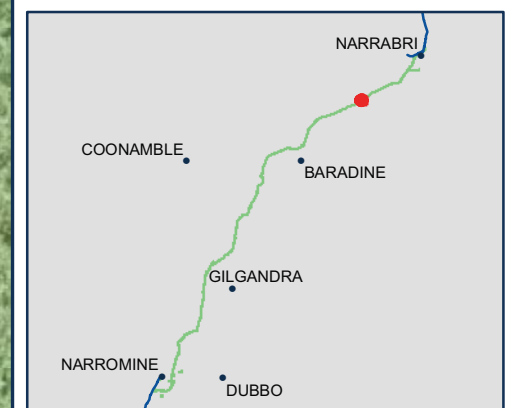 NARRABRI
COONAMBLE
BARADINE
GILGANDRA
NARROMINE
DUBBO